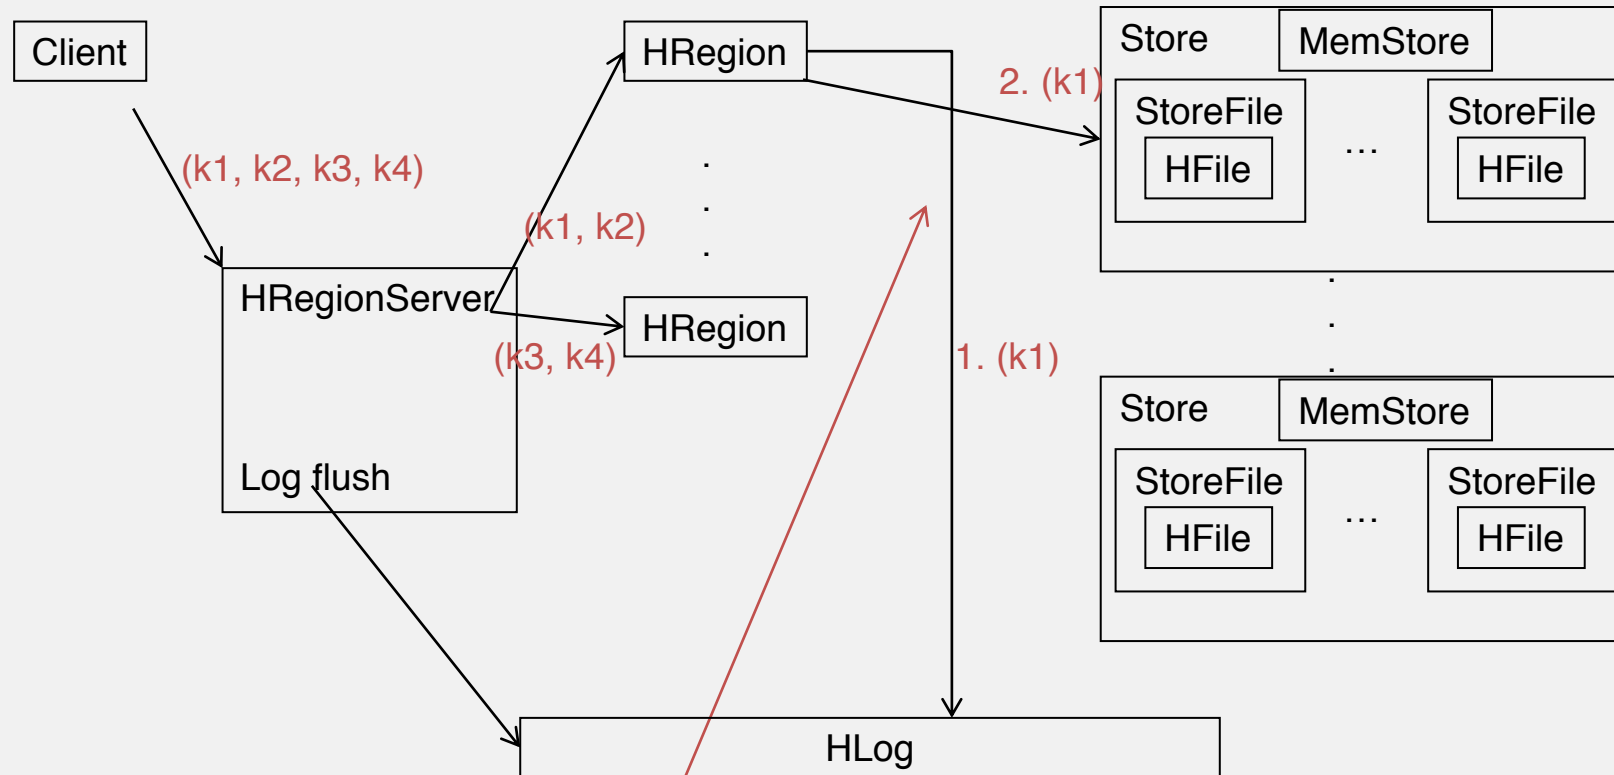 Client
HRegion
Store
MemStore
2. (k1)
StoreFile
StoreFile
HFile
...
HFile
(k1, k2, k3, k4)
.
.
.
(k1, k2)
HRegionServer
HRegion
(k3, k4)
1. (k1)
.
.
.
Store
MemStore
Log flush
StoreFile
StoreFile
HFile
...
HFile
HLog